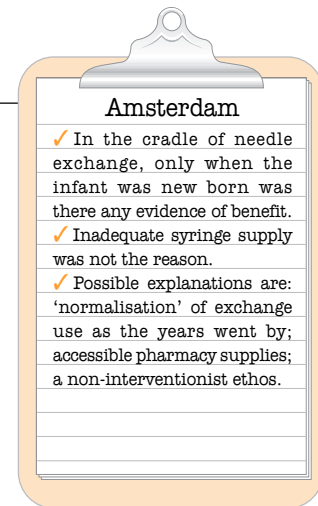 Amsterdam
✓ In the cradle of needle
exchange, only when the
infant was new born was
there any evidence of benefit.
✓ Inadequate syringe supply
was not the reason.
✓ Possible explanations are:
‘normalisation’ of exchange
use as the years went by;
accessible pharmacy supplies;
a non-interventionist ethos.